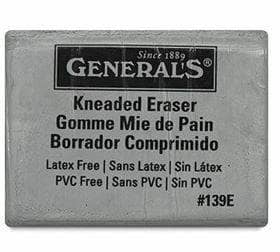 Since 1889
GENERAL'S®
Kneaded Eraser
Gomme Mie de Pain
Borrador Comprimido
Latex Free | Sans Latex | Sin Látex
PVC Free | Sans PVC | Sin PVC
#139E